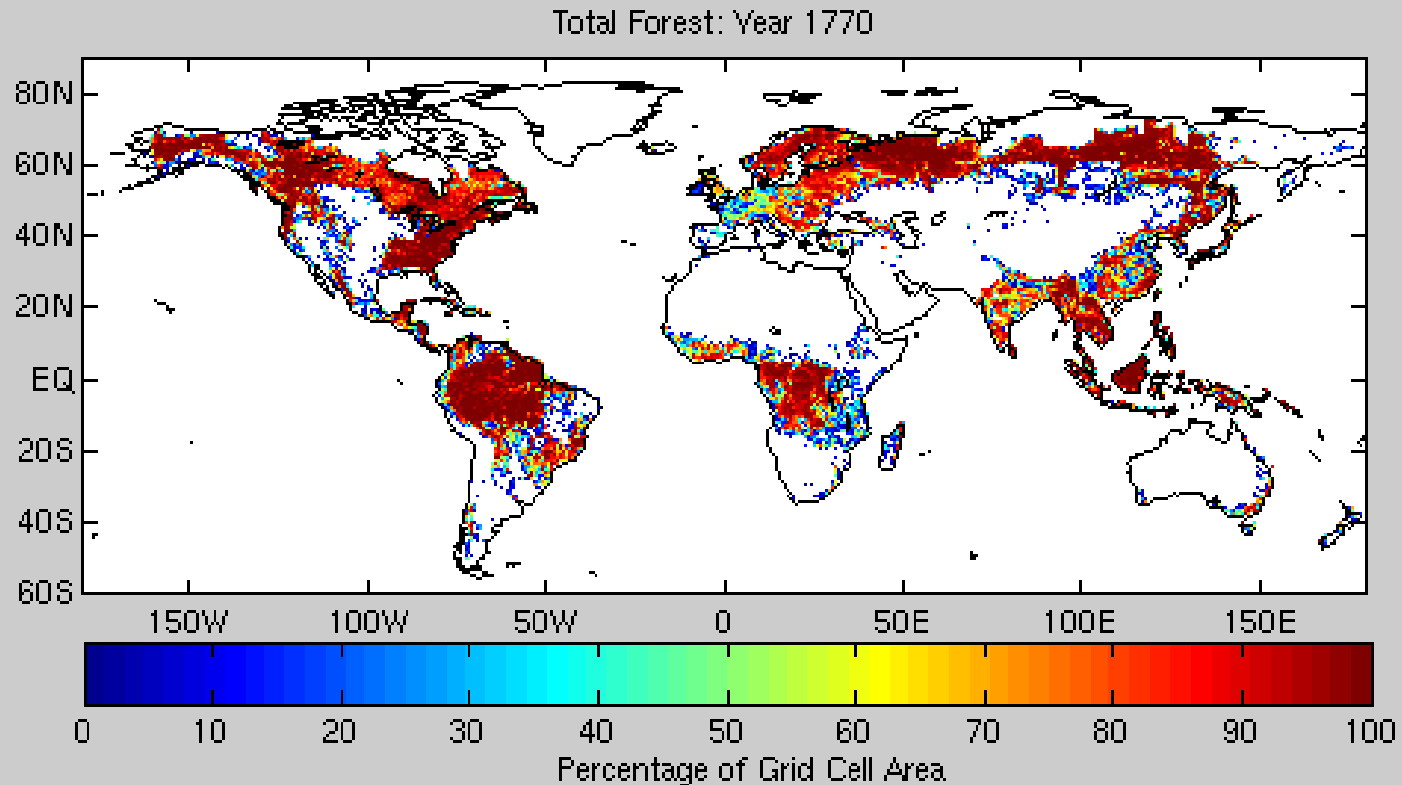 Total Forest: Year 1770
80N
60N
40N
20N
EQ
20S
40S
60S
150W 100W 50W 0 50E 100E 150E
0 10 20 30 40 50 60 70 80 90 100
Percentage of Grid Cell Area